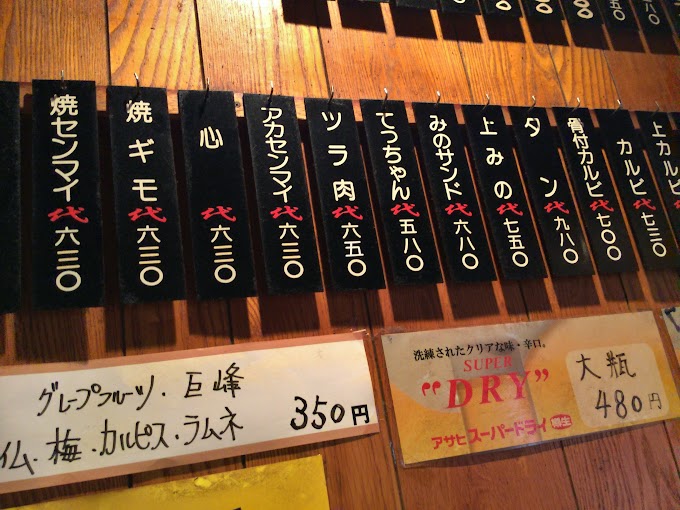 焼センマイ 代 六三〇
焼ギモ 代 六三〇
心 代 六三〇
アカセンマイ 代 六三〇
ツラ肉 代 六五〇
てっちゃん 代 五八〇
みのサンド 代 六八〇
上みの 代 七五〇
タン 代 九八〇
骨付カルビ 代 七〇〇
カルビ 代 七三〇
上カルビ
グレープフルーツ・巨峰
イム・梅・カルピス・ラムネ
350円
洗練されたクリアな味・辛口。
SUPER
"DRY"
アサヒスーパードライ
大瓶
480円